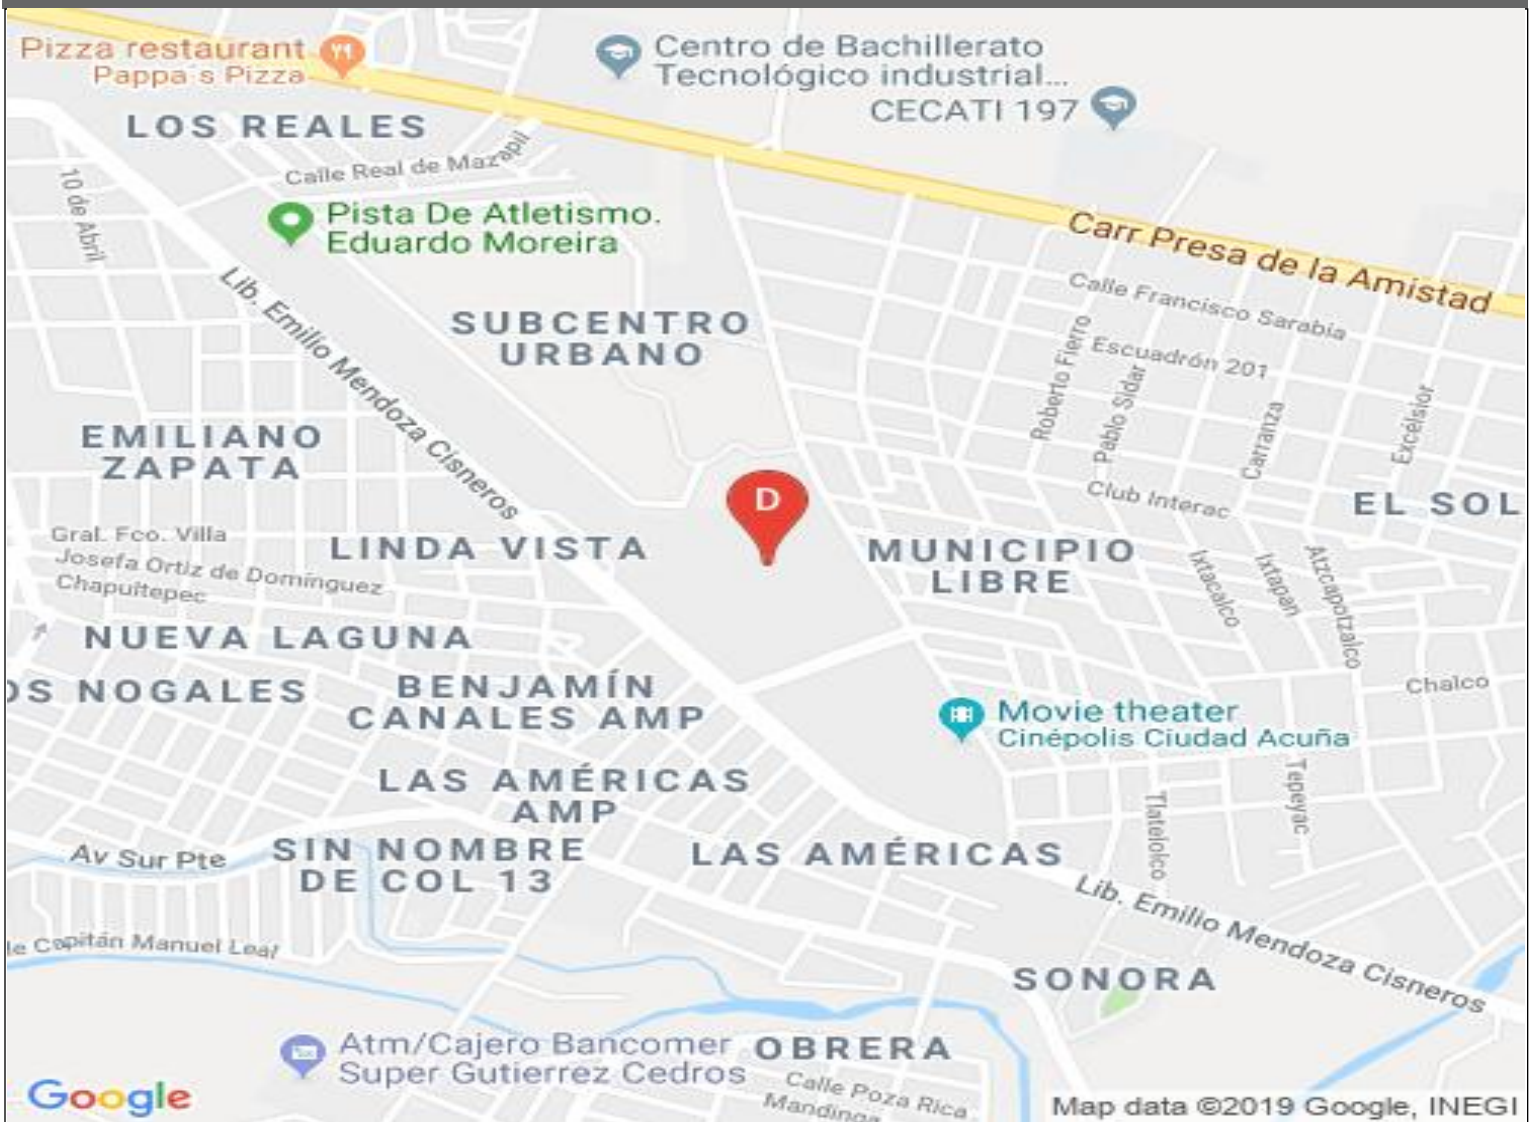 Pizza restaurant
Pappa's Pizza
Centro de Bachillerato
Tecnológico industrial...
CECATI 197
LOS REALES
Calle Real de Mazapil
10 de Abril
Pista De Atletismo.
Eduardo Moreira
Carr Presa de la Amistad
Lib. Emilio Mendoza Cisneros
Calle Francisco Sarabia
SUBCENTRO
URBANO
Roberto Fierro
Escuadrón 201
Pablo Sidar
Carranza
Excélsior
EMILIANO
ZAPATA
D
Club Interac
EL SOL
Gral. Fco. Villa
LINDA VISTA
Josefa Ortiz de Domínguez
Chapultepec
MUNICIPIO
LIBRE
Ixtacalco
Ixtapan
Atzcapotzalco
NUEVA LAGUNA
OS NOGALES
BENJAMÍN
CANALES AMP
Chalco
Movie theater
Cinépolis Ciudad Acuña
LAS AMÉRICAS
AMP
Tepeyac
Tlatelolco
Av Sur Pte
SIN NOMBRE
DE COL 13
LAS AMÉRICAS
Lib. Emilio Mendoza Cisneros
le Capitán Manuel Leal
SONORA
Atm/Cajero Bancomer
Super Gutierrez Cedros
OBRERA
Calle Poza Rica
Mandinga
Google
Map data ©2019 Google, INEGI